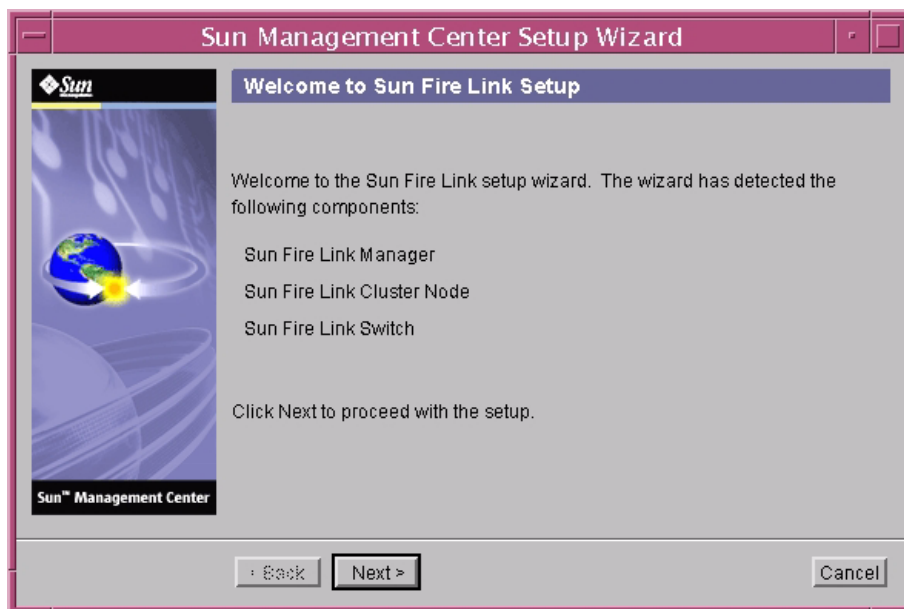 Sun Management Center Setup Wizard
Sun
Welcome to Sun Fire Link Setup
Welcome to the Sun Fire Link setup wizard. The wizard has detected the
following components:
Sun Fire Link Manager
Sun Fire Link Cluster Node
Sun Fire Link Switch
Click Next to proceed with the setup.
Sun™ Management Center
Back
Next >
Cancel